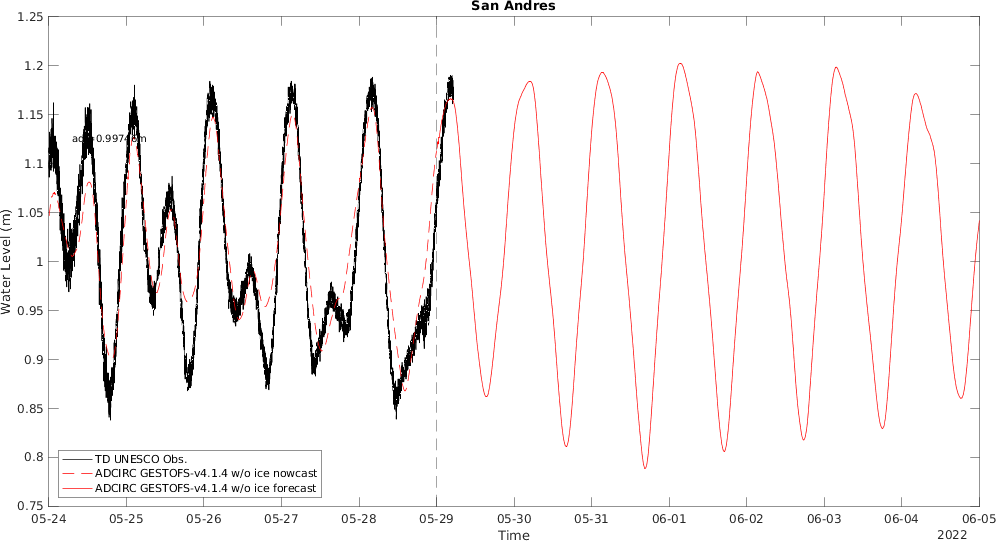 San Andres
1.25
1.2
1.15
1.1
1.05
1
0.95
0.9
0.85
0.8
0.75
Water Level (m)
TD UNESCO Obs.
ADCIRC GESTOFS-v4.1.4 w/o ice nowcast
ADCIRC GESTOFS-v4.1.4 w/o ice forecast
05-24 05-25 05-26 05-27 05-28 05-29 05-30 05-31 06-01 06-02 06-03 06-04 06-05
Time
2022